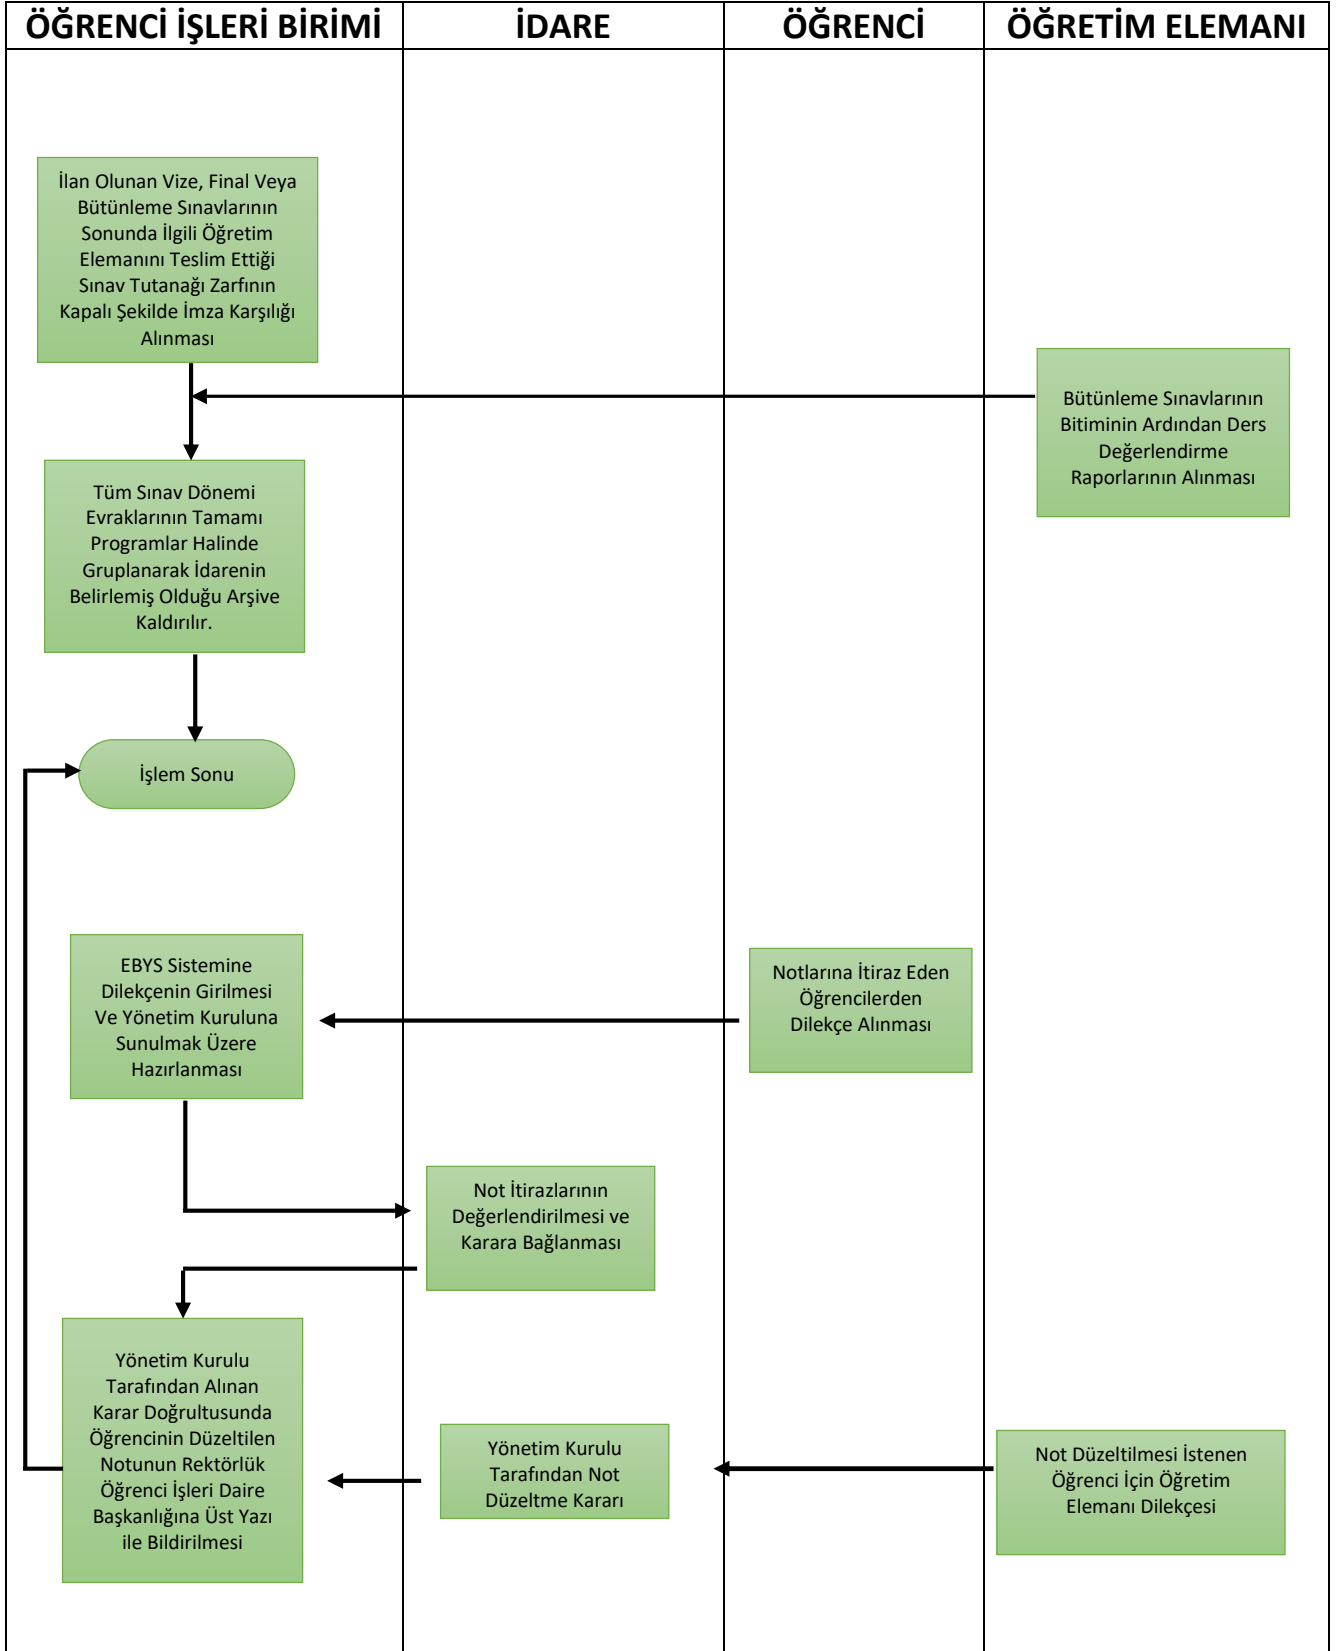 ÖĞRENCİ İŞLERİ BİRİMİ
İDARE
ÖĞRENCİ
ÖĞRETİM ELEMANI
İlan Olunan Vize, Final Veya
Bütünleme Sınavlarının
Sonunda İlgili Öğretim
Elemanını Teslim Ettiği
Sınav Tutanağı Zarfının
Kapalı Şekilde İmza Karşılığı
Alınması
Bütünleme Sınavlarının
Bitiminin Ardından Ders
Değerlendirme
Raporlarının Alınması
Tüm Sınav Dönemi
Evraklarının Tamamı
Programlar Halinde
Gruplanarak İdarenin
Belirlemiş Olduğu Arşive
Kaldırılır.
İşlem Sonu
EBYS Sistemine
Dilekçenin Girilmesi
Ve Yönetim Kuruluna
Sunulmak Üzere
Hazırlanması
Notlarına İtiraz Eden
Öğrencilerden
Dilekçe Alınması
Not İtirazlarının
Değerlendirilmesi ve
Karara Bağlanması
Yönetim Kurulu
Tarafından Alınan
Karar Doğrultusunda
Öğrencinin Düzeltilen
Notunun Rektörlük
Öğrenci İşleri Daire
Başkanlığına Üst Yazı
ile Bildirilmesi
Yönetim Kurulu
Tarafından Not
Düzeltme Kararı
Not Düzeltilmesi İstenen
Öğrenci İçin Öğretim
Elemanı Dilekçesi